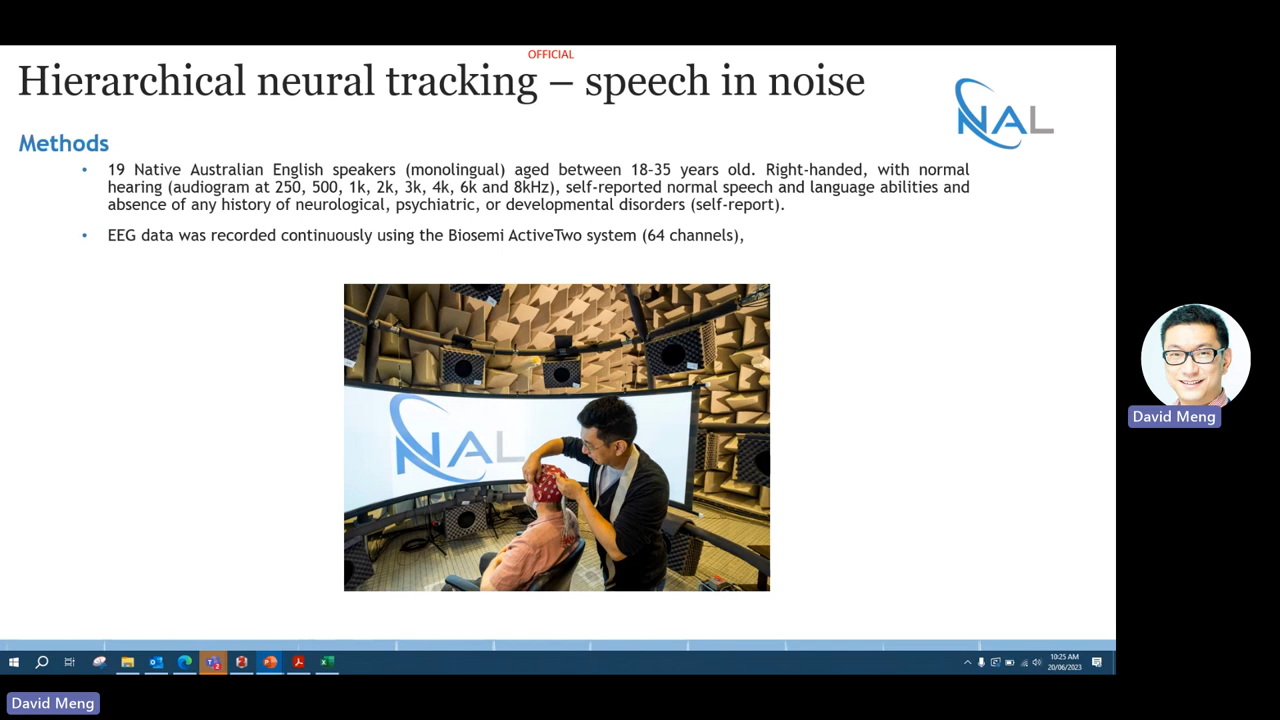 OFFICIAL
Hierarchical neural tracking – speech in noise
NAL
Methods
• 19 Native Australian English speakers (monolingual) aged between 18–35 years old. Right-handed, with normal
hearing (audiogram at 250, 500, 1k, 2k, 3k, 4k, 6k and 8kHz), self-reported normal speech and language abilities and
absence of any history of neurological, psychiatric, or developmental disorders (self-report).
• EEG data was recorded continuously using the Biosemi ActiveTwo system (64 channels),
NAL
David Meng
10:25 AM
20/06/2023
David Meng